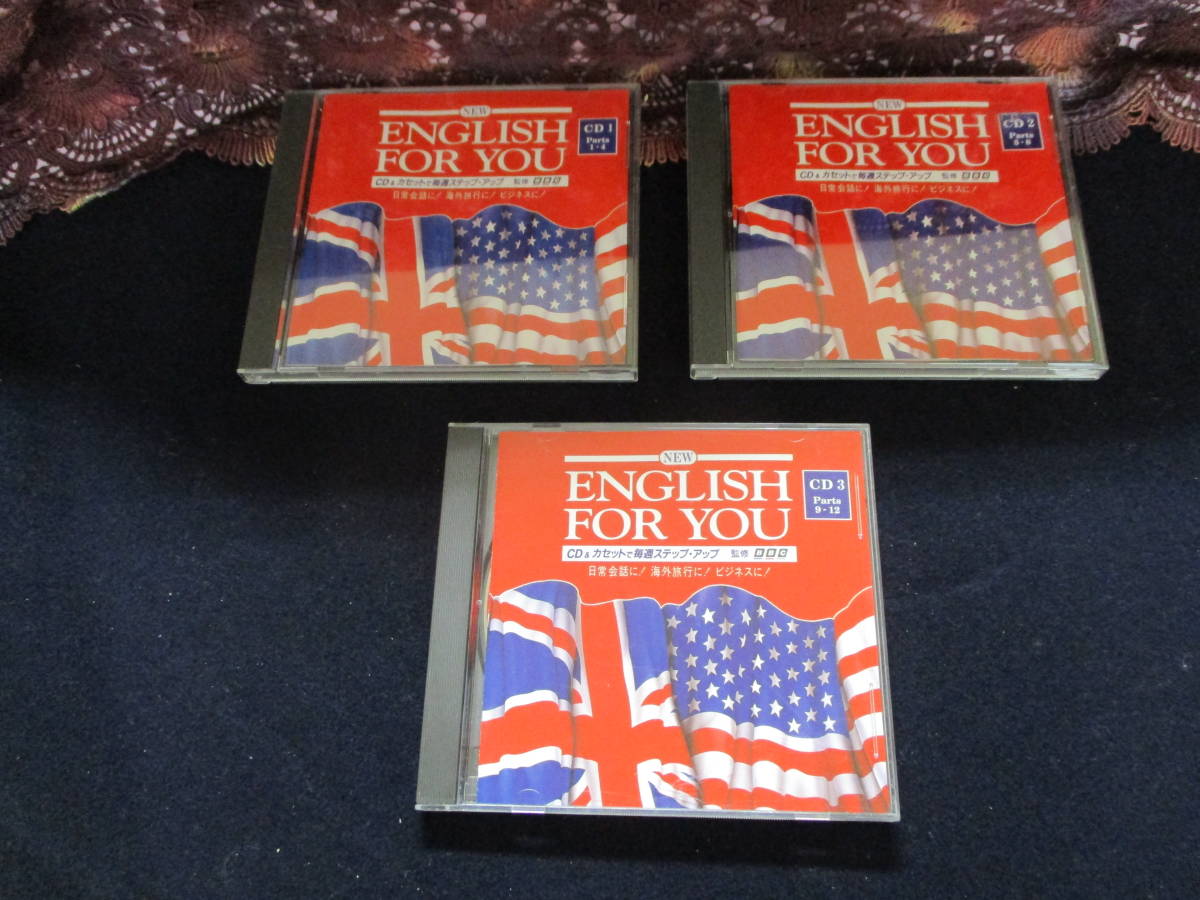 NEW
ENGLISH
FOR YOU
CD 1
Parts
1・4
CD & カセットで毎週ステップ・アップ 監修 BBC
日常会話に! 海外旅行に! ビジネスに!
NEW
ENGLISH
FOR YOU
CD 2
Parts
5・8
CD & カセットで毎週ステップ・アップ 監修 BBC
日常会話に! 海外旅行に! ビジネスに!
NEW
ENGLISH
FOR YOU
CD 3
Parts
9・12
CD & カセットで毎週ステップ・アップ 監修 BBC
日常会話に! 海外旅行に! ビジネスに!